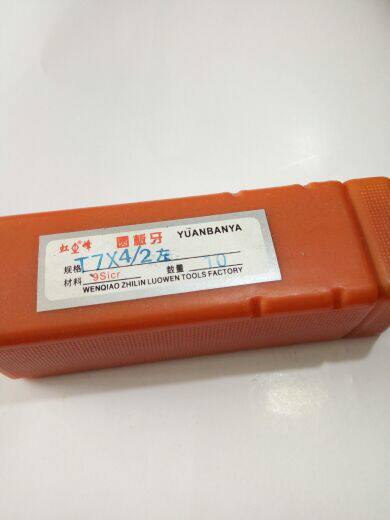 圆板牙 YUANBANYA
规格 T7X4/2左
材料 9Sicr 数量 10
WENQIAO ZHILIN LUOWEN TOOLS FACTORY